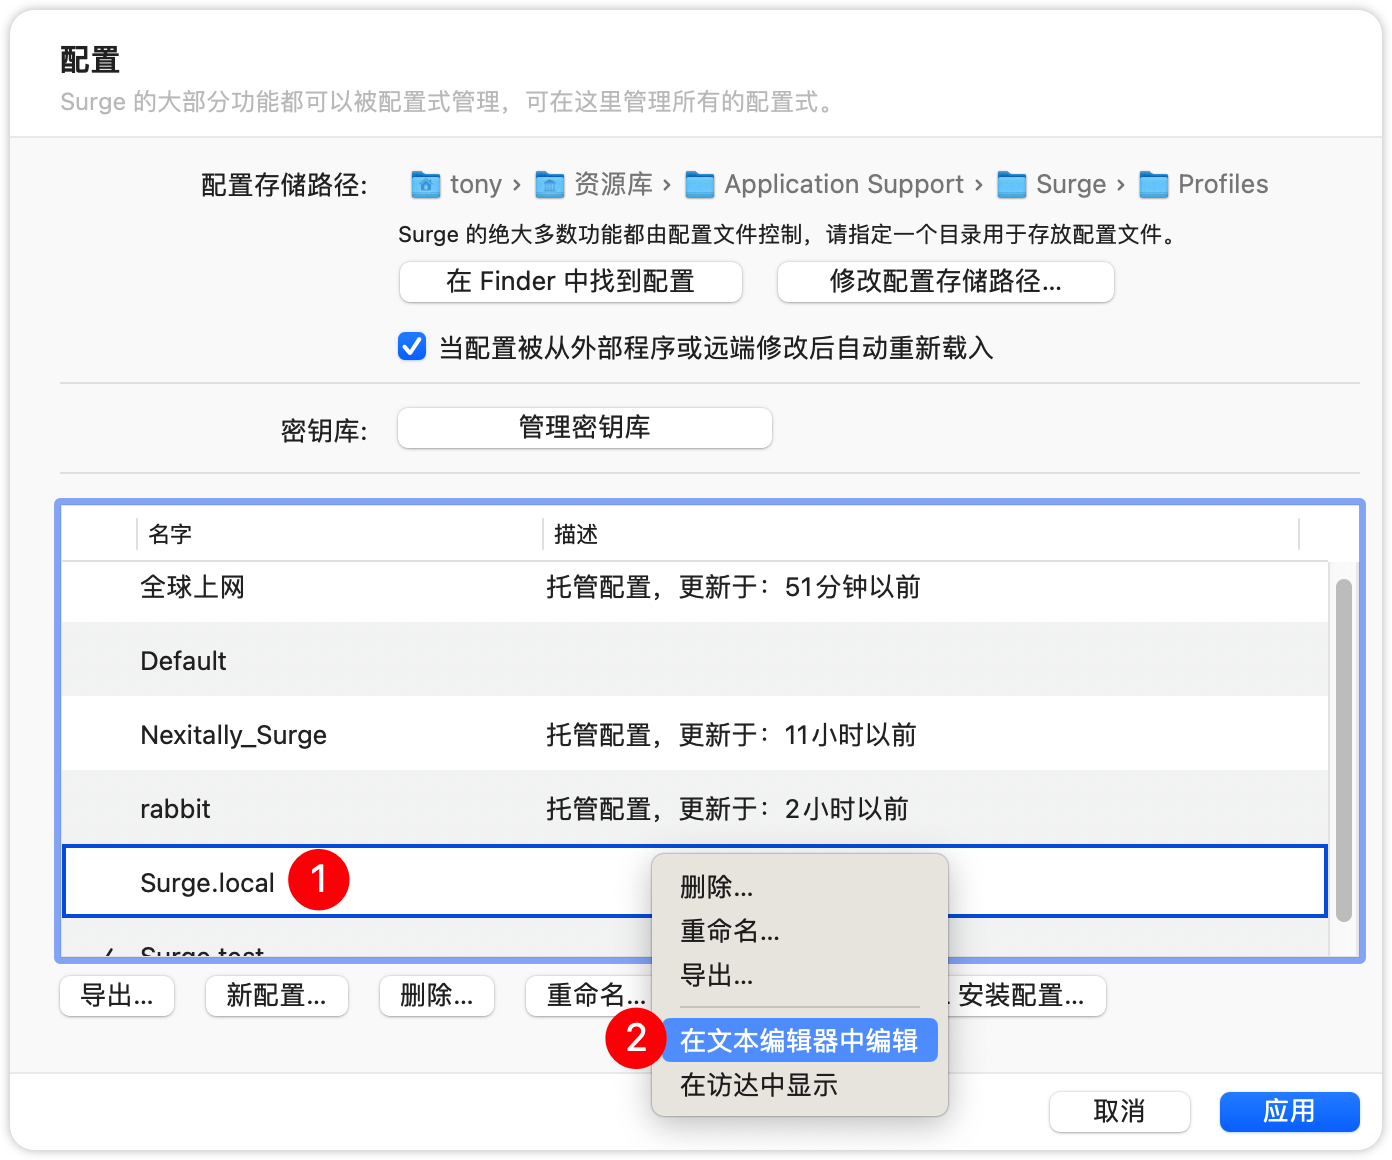 配置
Surge 的大部分功能都可以被配置式管理，可在这里管理所有的配置式。
配置存储路径: tony › 资源库 › Application Support › Surge › Profiles
Surge 的绝大多数功能都由配置文件控制，请指定一个目录用于存放配置文件。
在 Finder 中找到配置 修改配置存储路径...
当配置被从外部程序或远端修改后自动重新载入
密钥库: 管理密钥库
名字 描述
全球上网 托管配置，更新于：51分钟以前
Default
Nexitally_Surge 托管配置，更新于：11小时以前
rabbit 托管配置，更新于：2小时以前
Surge.local 1
删除...
重命名...
导出...
2 在文本编辑器中编辑
在访达中显示
导出... 新配置... 删除... 重命名... 安装配置...
取消 应用